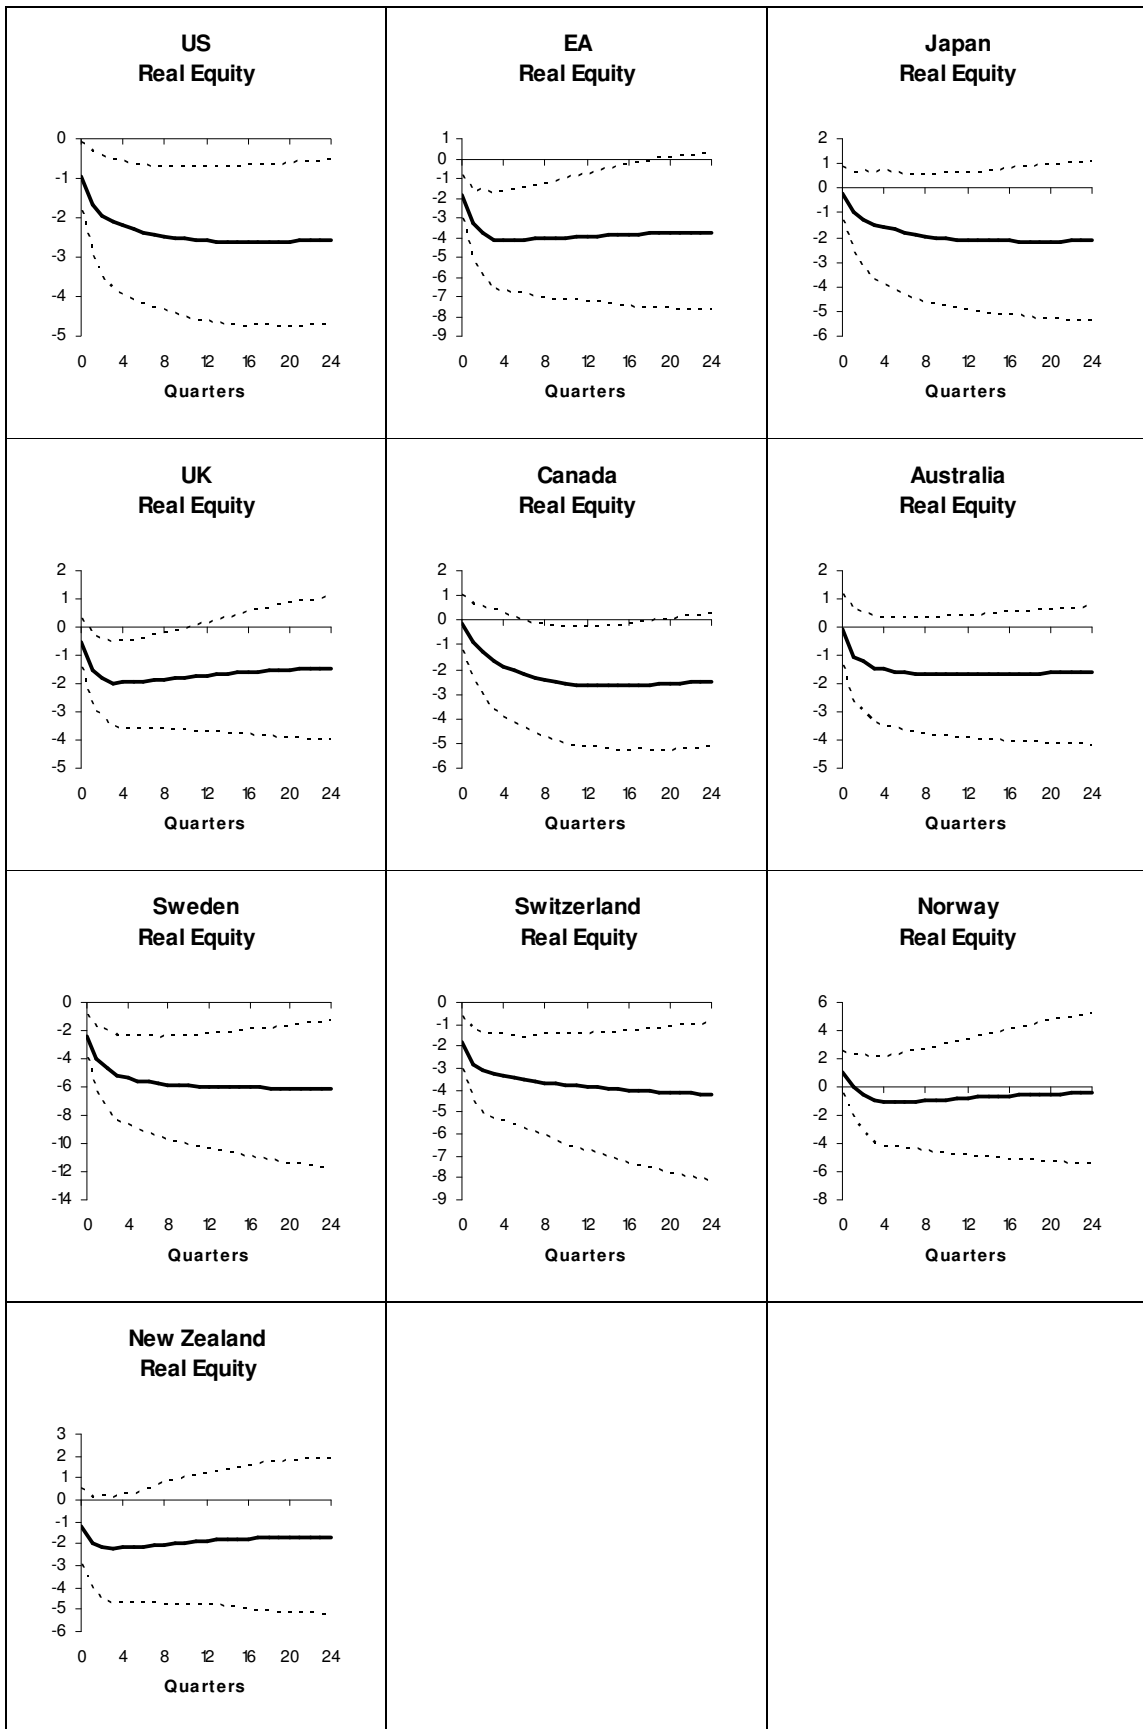 US
Real Equity
0
-1
-2
-3
-4
-5
0 4 8 12 16 20 24
Quarters
EA
Real Equity
1
0
-1
-2
-3
-4
-5
-6
-7
-8
-9
0 4 8 12 16 20 24
Quarters
Japan
Real Equity
2
1
0
-1
-2
-3
-4
-5
-6
0 4 8 12 16 20 24
Quarters
UK
Real Equity
2
1
0
-1
-2
-3
-4
-5
0 4 8 12 16 20 24
Quarters
Canada
Real Equity
2
1
0
-1
-2
-3
-4
-5
-6
0 4 8 12 16 20 24
Quarters
Australia
Real Equity
2
1
0
-1
-2
-3
-4
-5
0 4 8 12 16 20 24
Quarters
Sweden
Real Equity
0
-2
-4
-6
-8
-10
-12
-14
0 4 8 12 16 20 24
Quarters
Switzerland
Real Equity
0
-1
-2
-3
-4
-5
-6
-7
-8
-9
0 4 8 12 16 20 24
Quarters
Norway
Real Equity
6
4
2
0
-2
-4
-6
-8
0 4 8 12 16 20 24
Quarters
New Zealand
Real Equity
3
2
1
0
-1
-2
-3
-4
-5
-6
0 4 8 12 16 20 24
Quarters